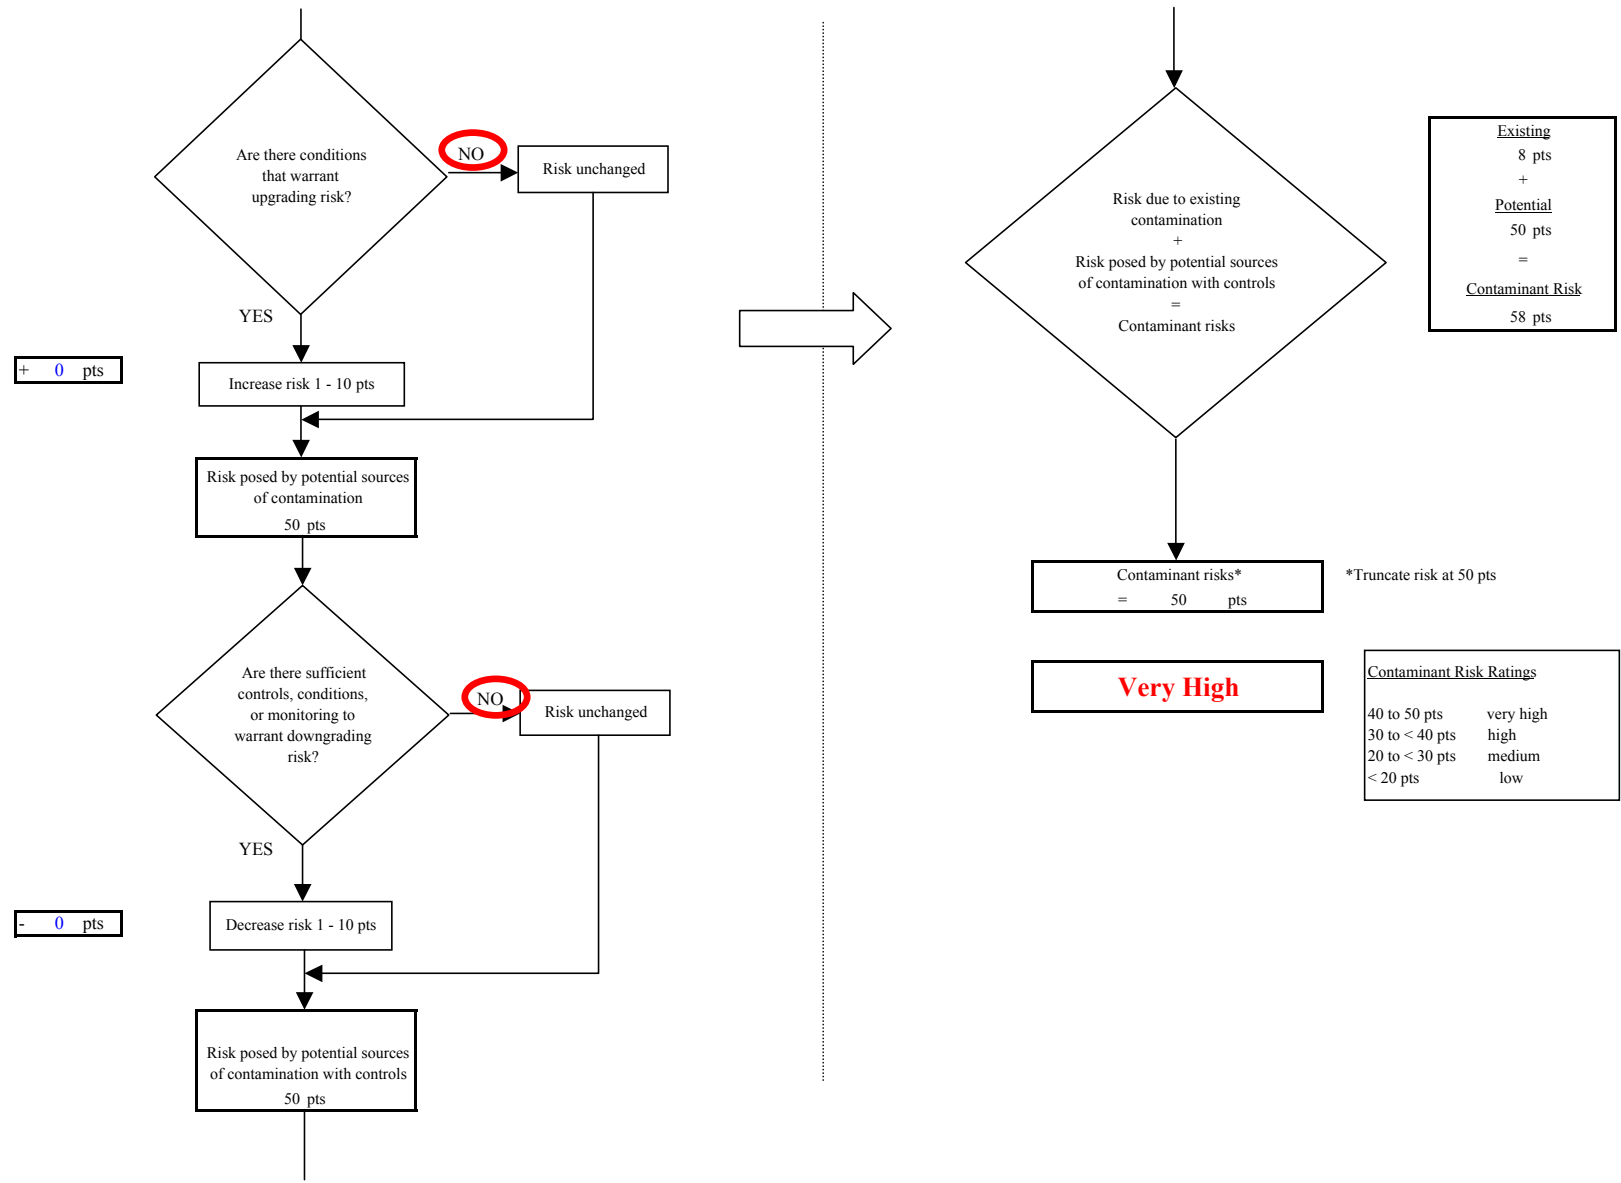 Are there conditions
that warrant
upgrading risk?
NO
Risk unchanged
YES
+ 0 pts
Increase risk 1 - 10 pts
Risk posed by potential sources
of contamination
50 pts
Are there sufficient
controls, conditions,
or monitoring to
warrant downgrading
risk?
NO
Risk unchanged
YES
- 0 pts
Decrease risk 1 - 10 pts
Risk posed by potential sources
of contamination with controls
50 pts
Risk due to existing
contamination
+
Risk posed by potential sources
of contamination with controls
=
Contaminant risks
Existing
8 pts
+
Potential
50 pts
=
Contaminant Risk
58 pts
Contaminant risks*
= 50 pts
*Truncate risk at 50 pts
Very High
Contaminant Risk Ratings
40 to 50 pts very high
30 to < 40 pts high
20 to < 30 pts medium
< 20 pts low